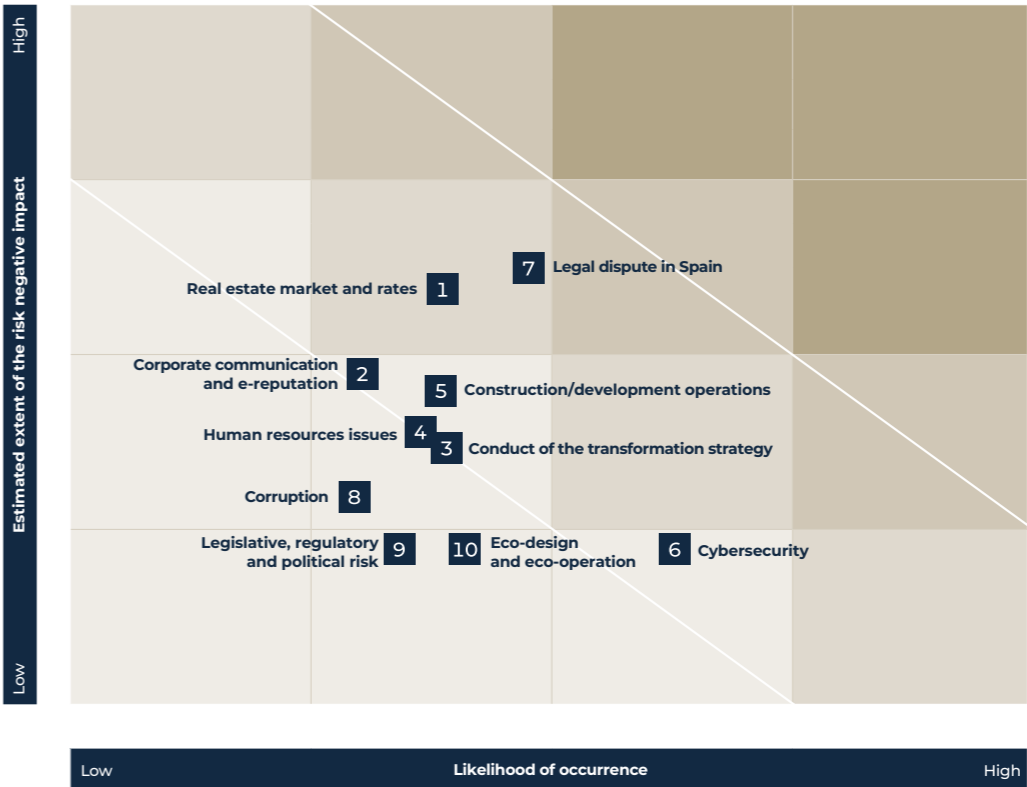 High
Estimated extent of the risk negative impact
Low
7 Legal dispute in Spain
Real estate market and rates 1
Corporate communication
and e-reputation 2
5 Construction/development operations
Human resources issues 4
3 Conduct of the transformation strategy
Corruption 8
Legislative, regulatory
and political risk 9
10 Eco-design
and eco-operation
6 Cybersecurity
Low Likelihood of occurrence High